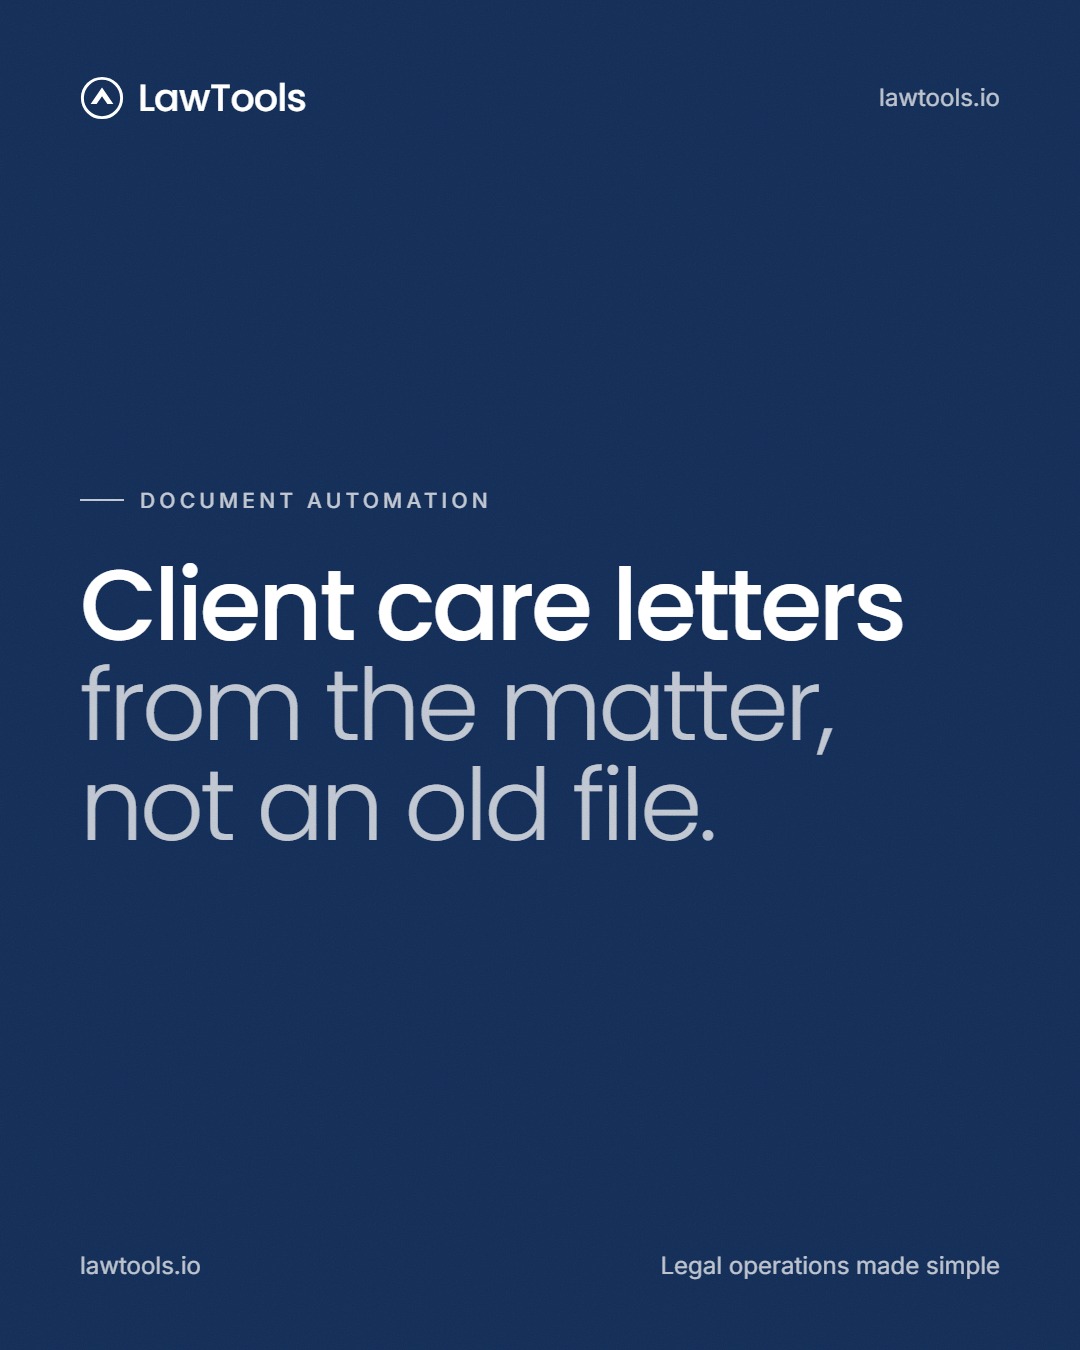 LawTools
lawtools.io
DOCUMENT AUTOMATION
Client care letters
from the matter,
not an old file.
lawtools.io
Legal operations made simple